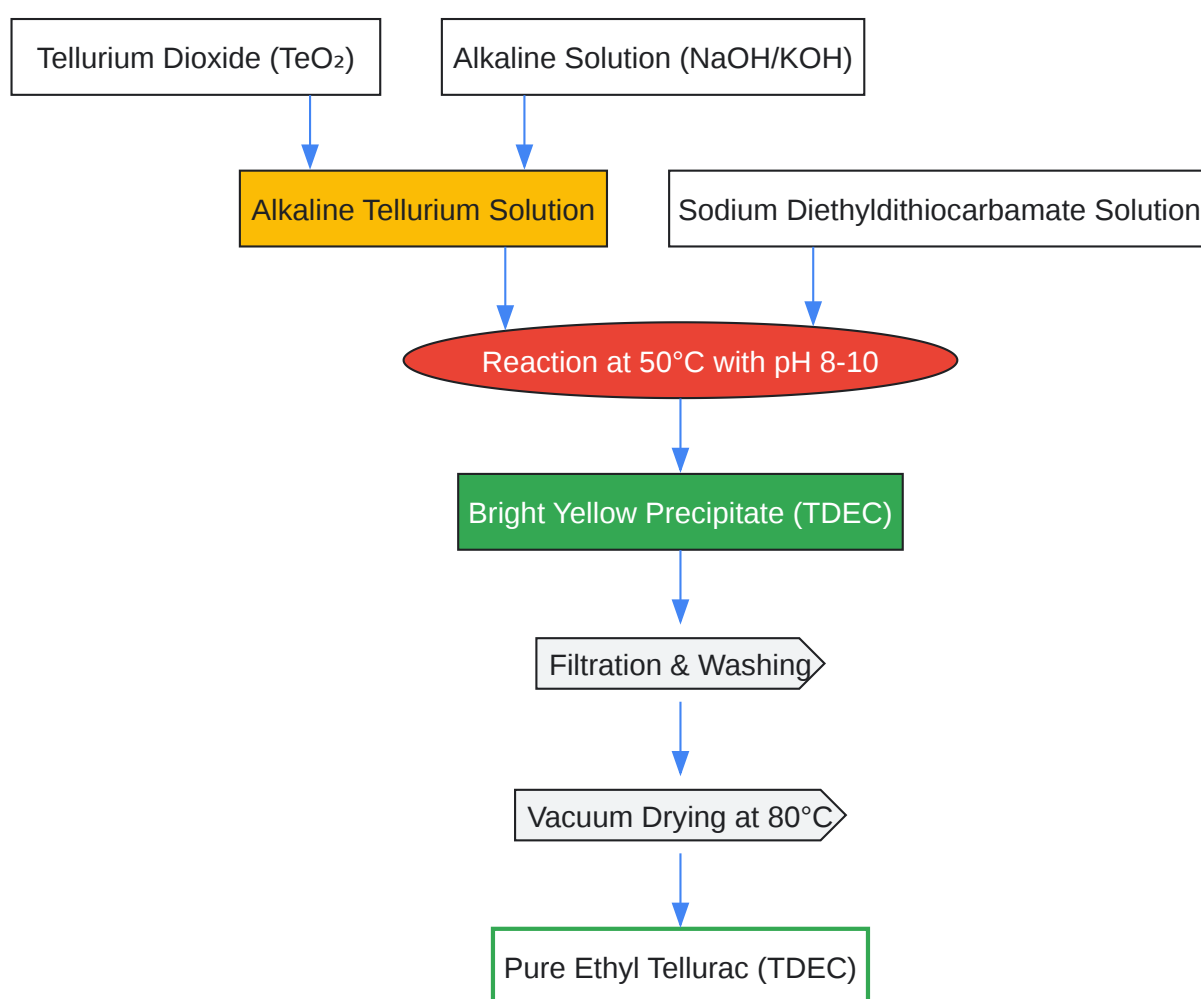 Tellurium Dioxide (TeO₂)
Alkaline Solution (NaOH/KOH)
Alkaline Tellurium Solution
Sodium Diethyldithiocarbamate Solution
Reaction at 50°C with pH 8-10
Bright Yellow Precipitate (TDEC)
Filtration & Washing
Vacuum Drying at 80°C
Pure Ethyl Tellurac (TDEC)